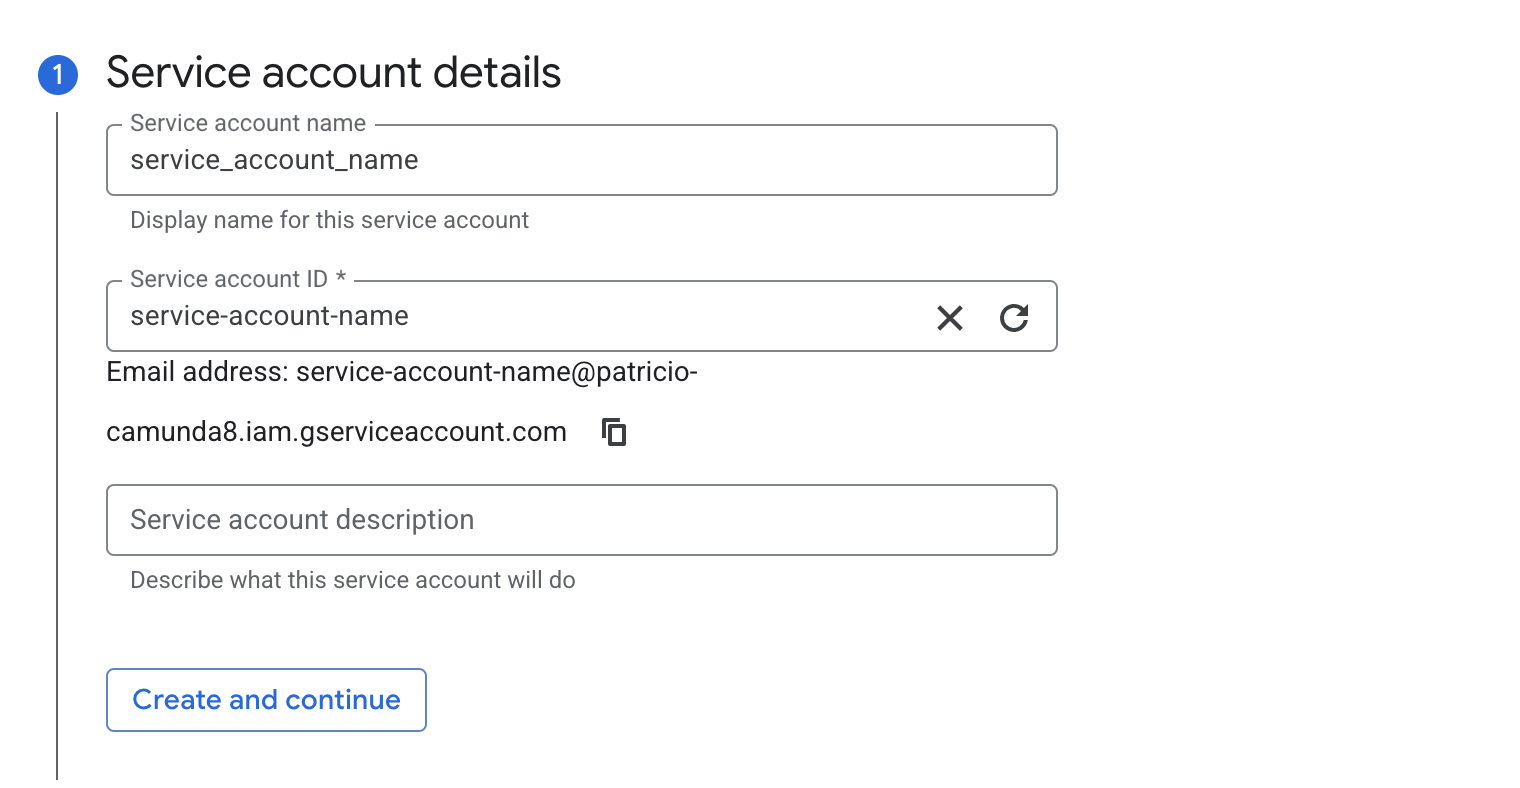 1 Service account details
Service account name
service_account_name
Display name for this service account
Service account ID *
service-account-name
Email address: service-account-name@patricio-
camunda8.iam.gserviceaccount.com
Service account description
Describe what this service account will do
Create and continue